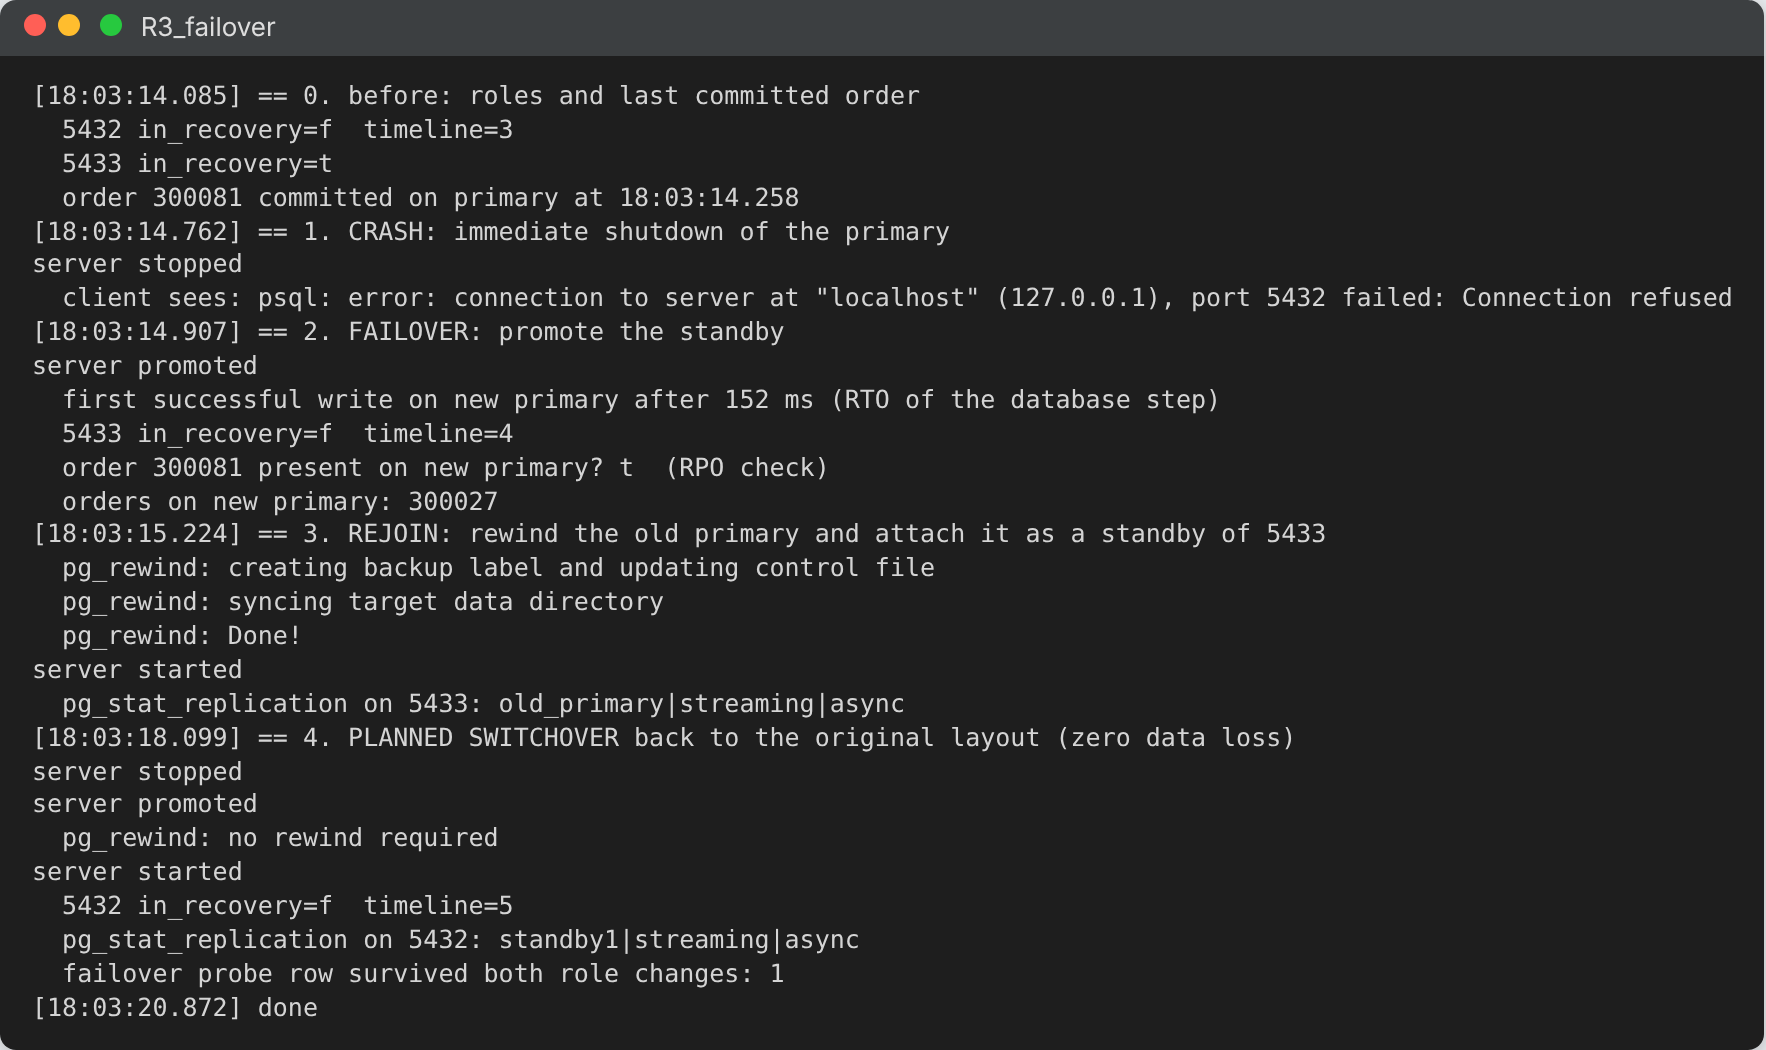 R3_failover
[18:03:14.085] == 0. before: roles and last committed order
  5432 in_recovery=f  timeline=3
  5433 in_recovery=t
  order 300081 committed on primary at 18:03:14.258
[18:03:14.762] == 1. CRASH: immediate shutdown of the primary
server stopped
  client sees: psql: error: connection to server at "localhost" (127.0.0.1), port 5432 failed: Connection refused
[18:03:14.907] == 2. FAILOVER: promote the standby
server promoted
  first successful write on new primary after 152 ms (RTO of the database step)
  5433 in_recovery=f  timeline=4
  order 300081 present on new primary? t  (RPO check)
  orders on new primary: 300027
[18:03:15.224] == 3. REJOIN: rewind the old primary and attach it as a standby of 5433
  pg_rewind: creating backup label and updating control file
  pg_rewind: syncing target data directory
  pg_rewind: Done!
server started
  pg_stat_replication on 5433: old_primary|streaming|async
[18:03:18.099] == 4. PLANNED SWITCHOVER back to the original layout (zero data loss)
server stopped
server promoted
  pg_rewind: no rewind required
server started
  5432 in_recovery=f  timeline=5
  pg_stat_replication on 5432: standby1|streaming|async
  failover probe row survived both role changes: 1
[18:03:20.872] done